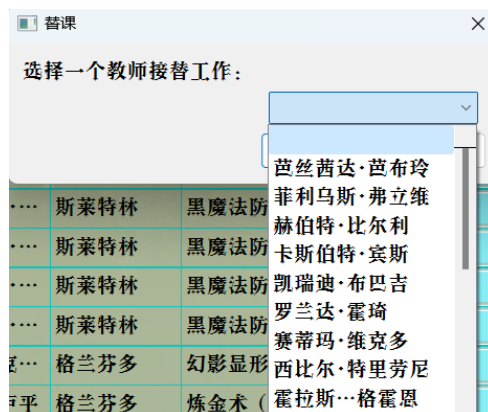 替课
选择一个教师接替工作：
芭丝茜达·芭布玲
菲利乌斯·弗立维
赫伯特·比尔利
卡斯伯特·宾斯
凯瑞迪·布巴吉
罗兰达·霍琦
赛蒂玛·维克多
西比尔·特里劳尼
霍拉斯…格霍恩
… 斯莱特林 黑魔法防
… 斯莱特林 黑魔法防
… 斯莱特林 黑魔法防
… 斯莱特林 黑魔法防
… 格兰芬多 幻影显形
平 格兰芬多 炼金术（